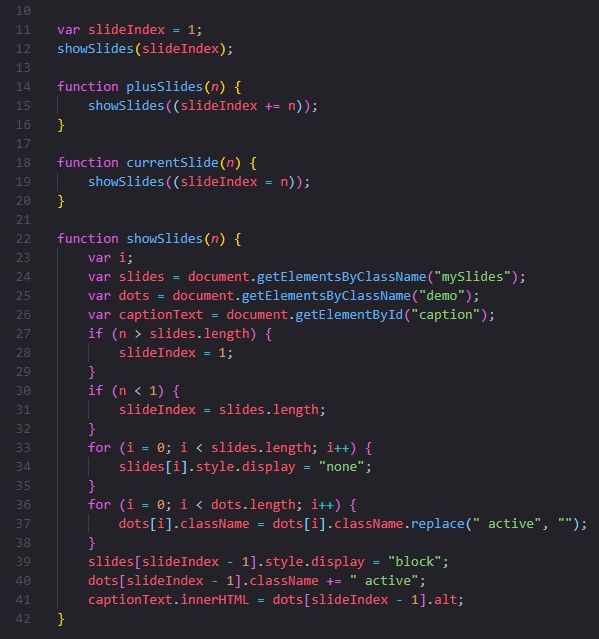 10
11 var slideIndex = 1;
12 showSlides(slideIndex);
13
14 function plusSlides(n) {
15     showSlides((slideIndex += n));
16 }
17
18 function currentSlide(n) {
19     showSlides((slideIndex = n));
20 }
21
22 function showSlides(n) {
23     var i;
24     var slides = document.getElementsByClassName("mySlides");
25     var dots = document.getElementsByClassName("demo");
26     var captionText = document.getElementById("caption");
27     if (n > slides.length) {
28         slideIndex = 1;
29     }
30     if (n < 1) {
31         slideIndex = slides.length;
32     }
33     for (i = 0; i < slides.length; i++) {
34         slides[i].style.display = "none";
35     }
36     for (i = 0; i < dots.length; i++) {
37         dots[i].className = dots[i].className.replace(" active", "");
38     }
39     slides[slideIndex - 1].style.display = "block";
40     dots[slideIndex - 1].className += " active";
41     captionText.innerHTML = dots[slideIndex - 1].alt;
42 }